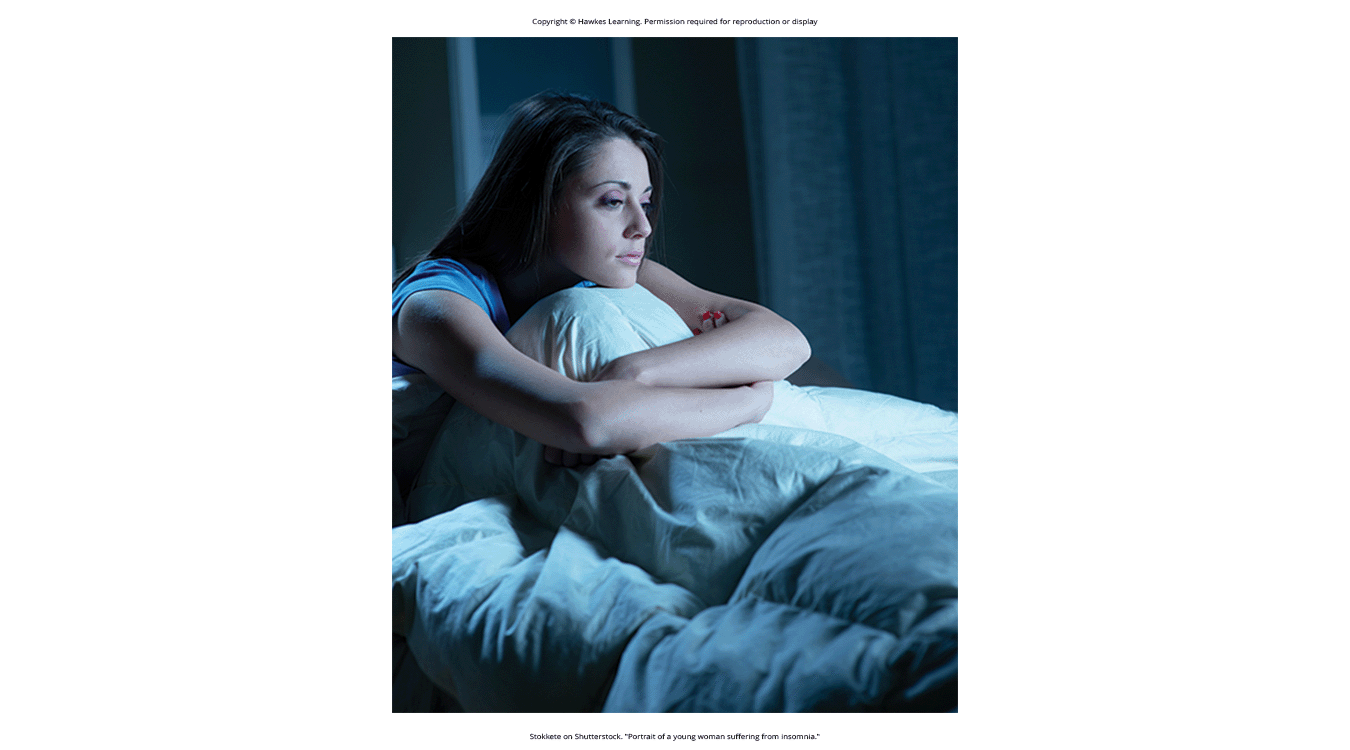 Copyright © Hawkes Learning. Permission required for reproduction or display
Stokkete on Shutterstock. "Portrait of a young woman suffering from insomnia."